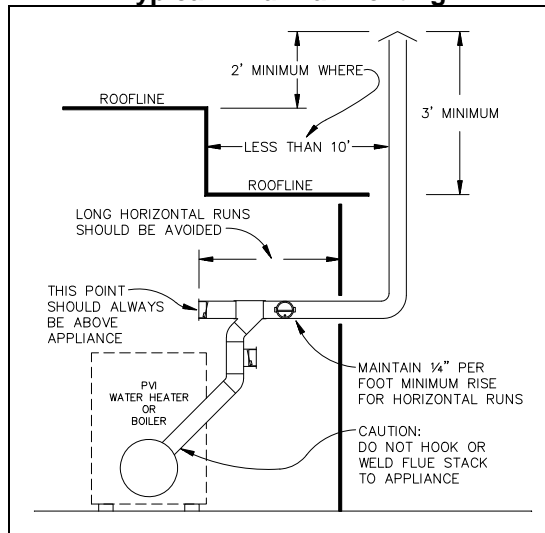 2' MINIMUM WHERE
ROOFLINE
3' MINIMUM
LESS THAN 10'
ROOFLINE
LONG HORIZONTAL RUNS
SHOULD BE AVOIDED
THIS POINT
SHOULD ALWAYS
BE ABOVE
APPLIANCE
PVI
WATER HEATER
OR
BOILER
MAINTAIN ¼" PER
FOOT MINIMUM RISE
FOR HORIZONTAL RUNS
CAUTION:
DO NOT HOOK OR
WELD FLUE STACK
TO APPLIANCE